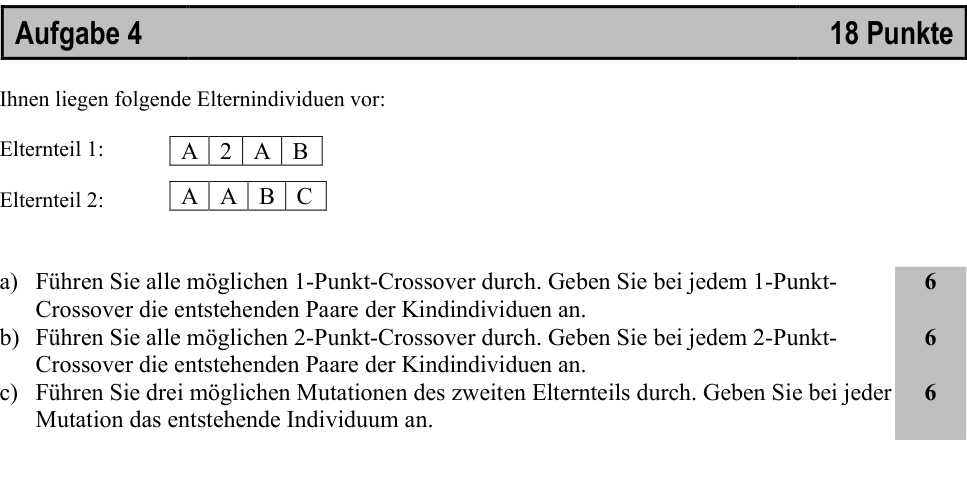 Aufgabe 4 18 Punkte
Ihnen liegen folgende Elternindividuen vor:
Elternteil 1: A 2 A B
Elternteil 2: A A B C
a) Führen Sie alle möglichen 1-Punkt-Crossover durch. Geben Sie bei jedem 1-Punkt- 6
Crossover die entstehenden Paare der Kindindividuen an.
b) Führen Sie alle möglichen 2-Punkt-Crossover durch. Geben Sie bei jedem 2-Punkt- 6
Crossover die entstehenden Paare der Kindindividuen an.
c) Führen Sie drei möglichen Mutationen des zweiten Elternteils durch. Geben Sie bei jeder 6
Mutation das entstehende Individuum an.